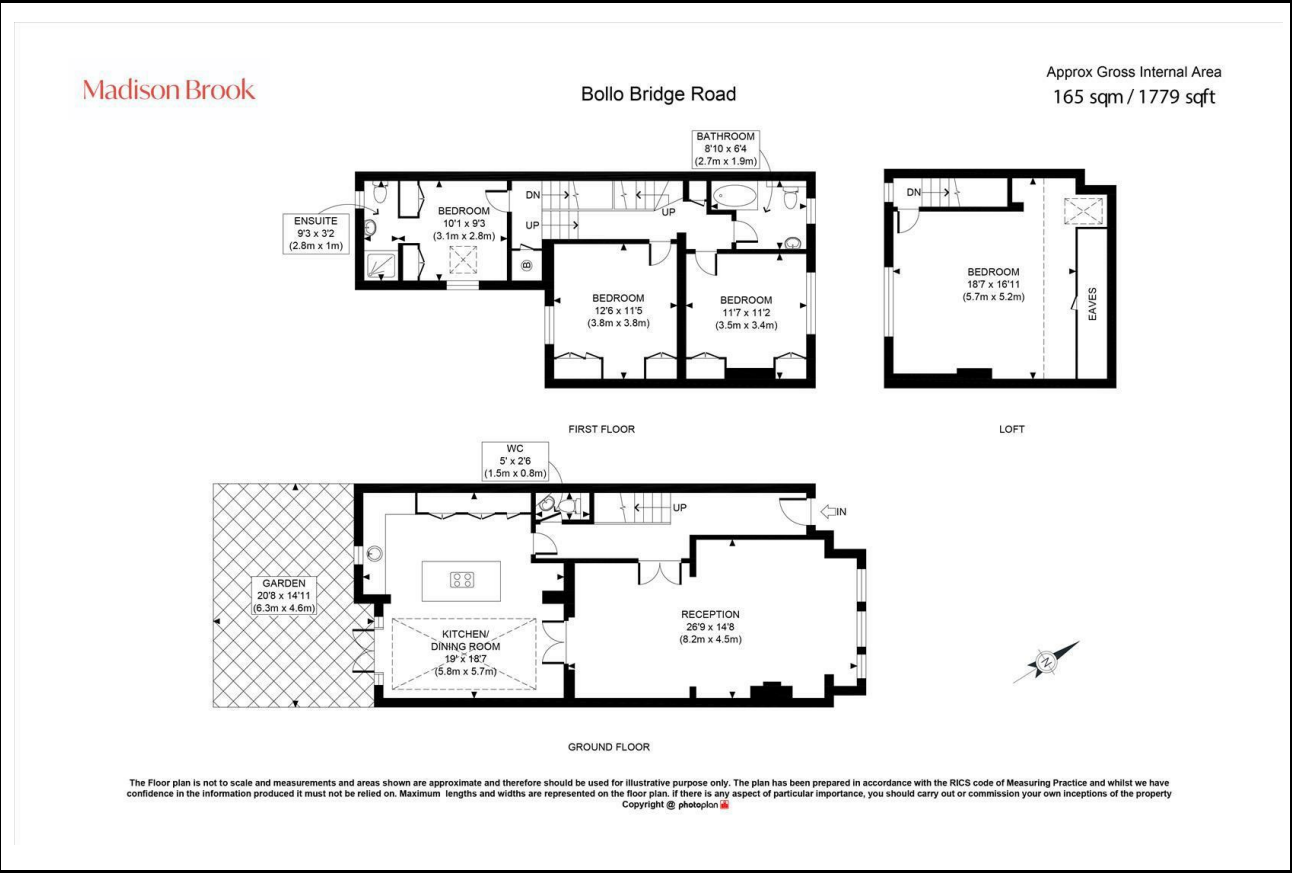 Madison Brook
Bollo Bridge Road
Approx Gross Internal Area
165 sqm / 1779 sqft
BATHROOM
8'10 x 6'4
(2.7m x 1.9m)
ENSUITE
9'3 x 3'2
(2.8m x 1m)
BEDROOM
10'1 x 9'3
(3.1m x 2.8m)
DN
UP
UP
B
BEDROOM
12'6 x 11'5
(3.8m x 3.8m)
BEDROOM
11'7 x 11'2
(3.5m x 3.4m)
FIRST FLOOR
DN
BEDROOM
18'7 x 16'11
(5.7m x 5.2m)
EAVES
LOFT
WC
5' x 2'6
(1.5m x 0.8m)
UP
IN
GARDEN
20'8 x 14'11
(6.3m x 4.6m)
KITCHEN/
DINING ROOM
19' x 18'7
(5.8m x 5.7m)
RECEPTION
26'9 x 14'8
(8.2m x 4.5m)
N
GROUND FLOOR
The Floor plan is not to scale and measurements and areas shown are approximate and therefore should be used for illustrative purpose only. The plan has been prepared in accordance with the RICS code of Measuring Practice and whilst we have
confidence in the information produced it must not be relied on. Maximum lengths and widths are represented on the floor plan. if there is any aspect of particular importance, you should carry out or commission your own inceptions of the property
Copyright @ photoplan